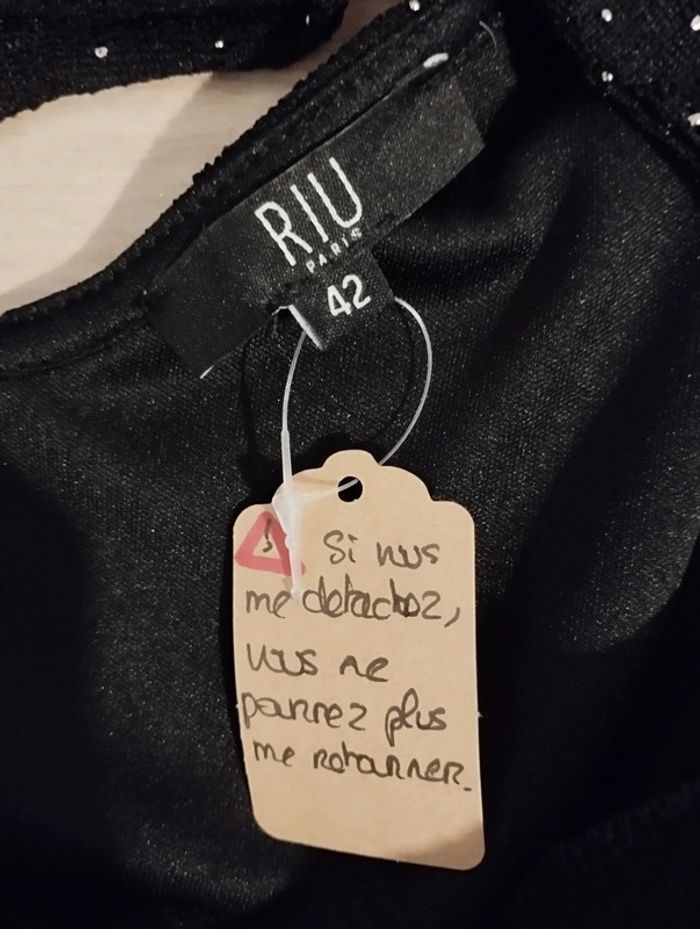 RIU
PARIS
42
! Si vous
me detachez,
vous ne
pourrez plus
me retourner.